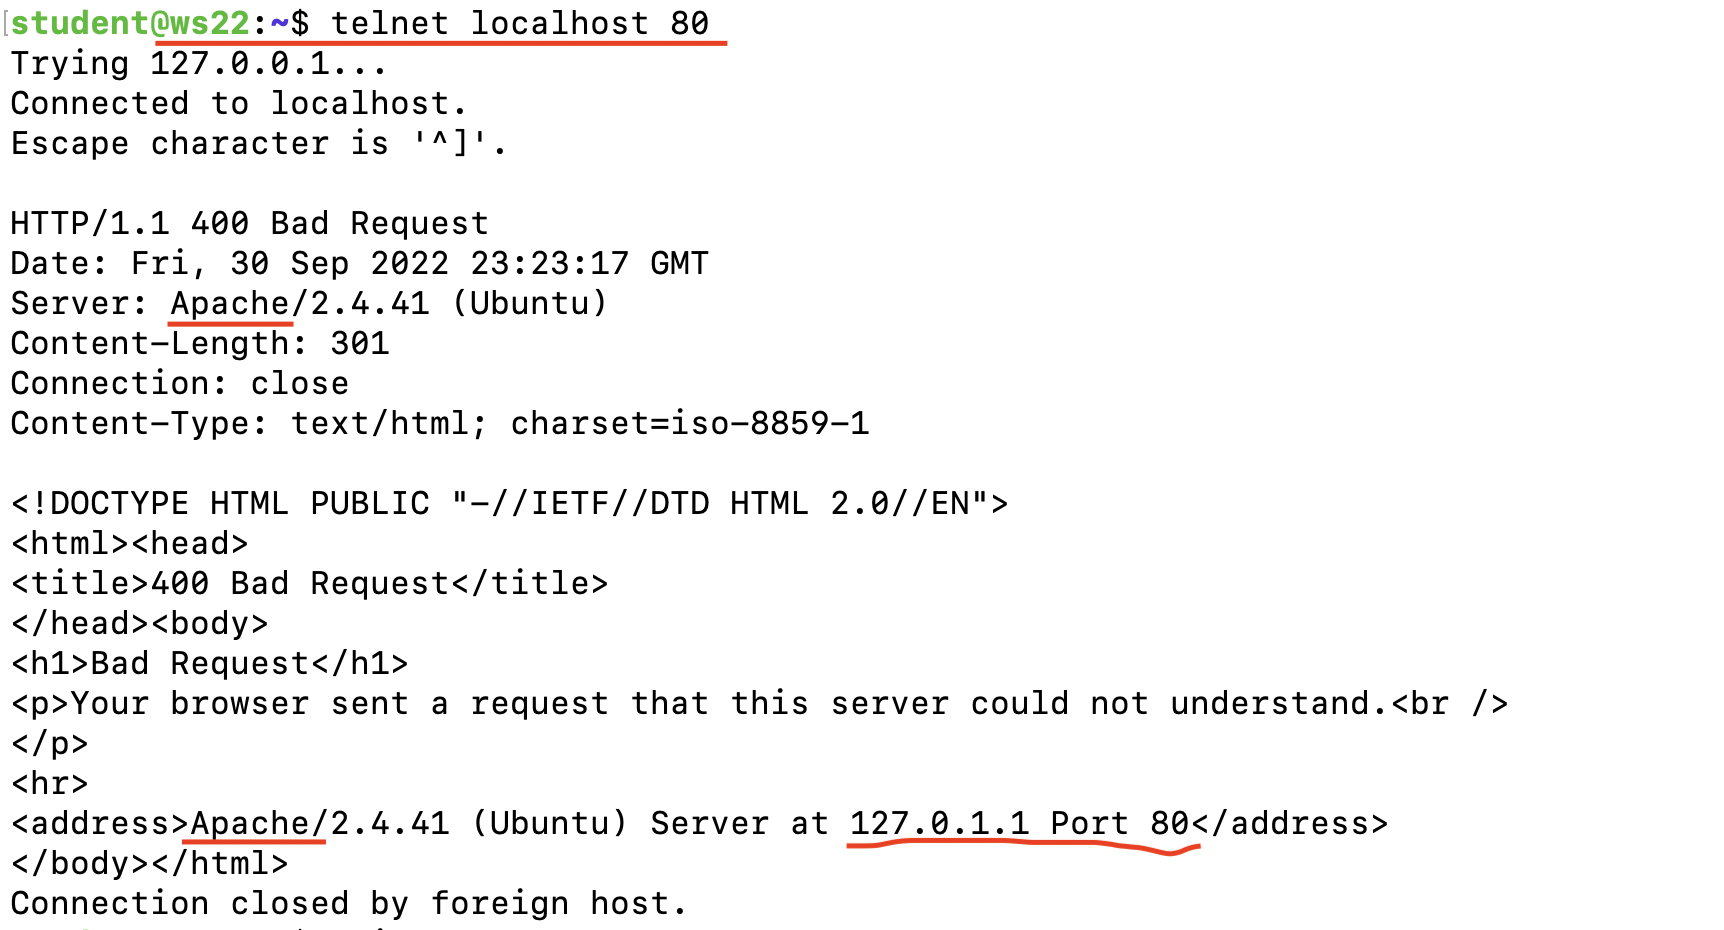 student@ws22:~$ telnet localhost 80
Trying 127.0.0.1...
Connected to localhost.
Escape character is '^]'.
HTTP/1.1 400 Bad Request
Date: Fri, 30 Sep 2022 23:23:17 GMT
Server: Apache/2.4.41 (Ubuntu)
Content-Length: 301
Connection: close
Content-Type: text/html; charset=iso-8859-1
<!DOCTYPE HTML PUBLIC "-//IETF//DTD HTML 2.0//EN">
<html><head>
<title>400 Bad Request</title>
</head><body>
<h1>Bad Request</h1>
<p>Your browser sent a request that this server could not understand.<br />
</p>
<hr>
<address>Apache/2.4.41 (Ubuntu) Server at 127.0.1.1 Port 80</address>
</body></html>
Connection closed by foreign host.